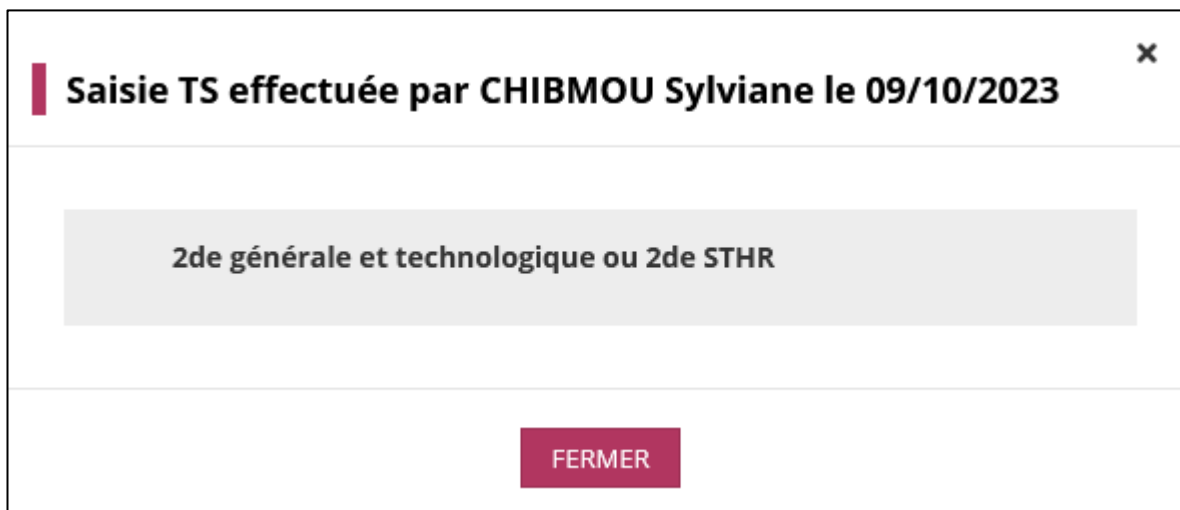 Saisie TS effectuée par CHIBMOU Sylviane le 09/10/2023
2de générale et technologique ou 2de STHR
FERMER